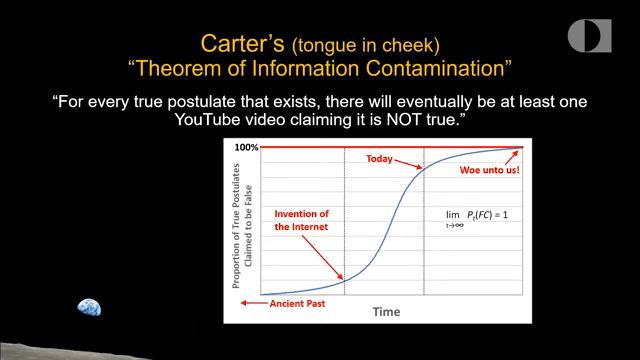 Carter's (tongue in cheek)
"Theorem of Information Contamination"
"For every true postulate that exists, there will eventually be at least one
YouTube video claiming it is NOT true."
100%
Today
Woe unto us!
Proportion of True Postulates
Claimed to be False
Invention of
the Internet
lim Pt(FC) = 1
t→∞
Ancient Past
Time